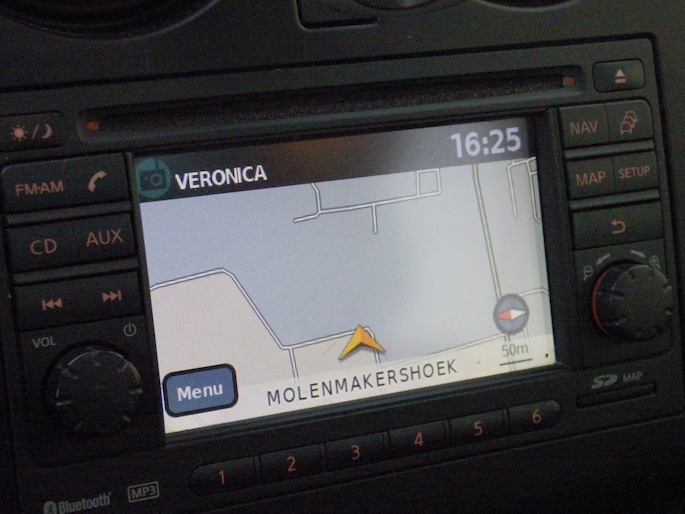 16:25
VERONICA
FM·AM
CD AUX
VOL
NAV
MAP SETUP
50m
Menu
MOLENMAKERSHOEK
SD MAP
1 2 3 4 5 6
Bluetooth MP3